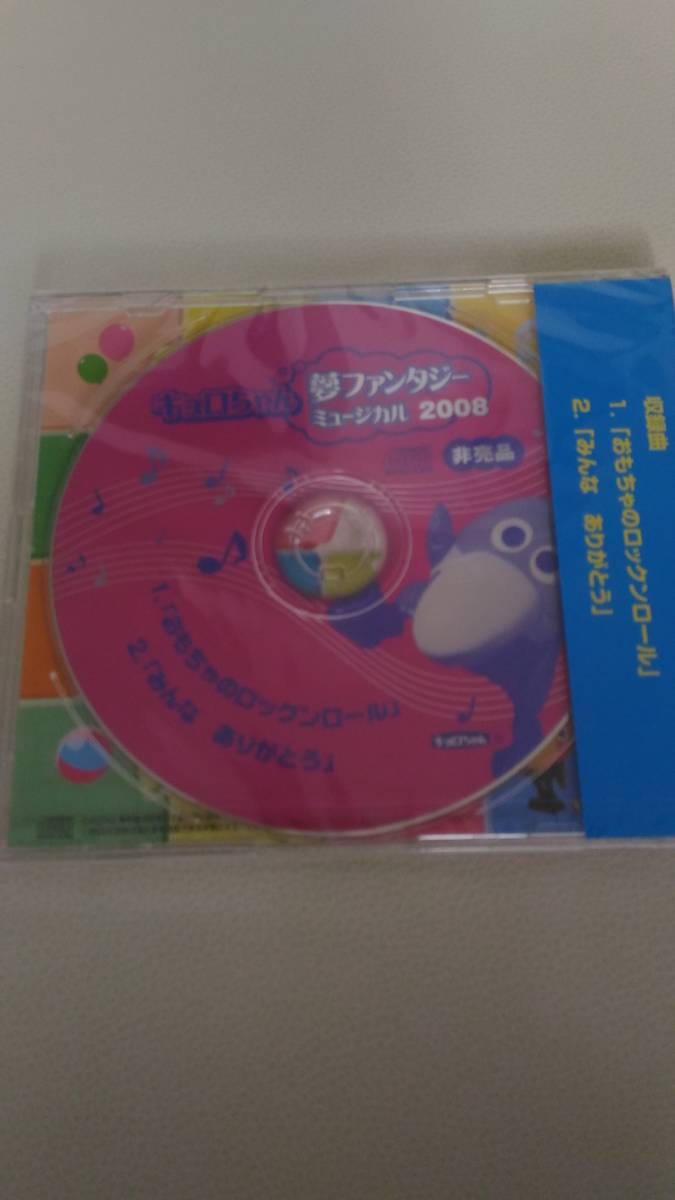 キョロちゃん
夢ファンタジー
ミュージカル 2008
非売品
1.「おもちゃのロックンロール」
2.「みんな ありがとう」
キョロちゃん
収録曲
1.「おもちゃのロックンロール」
2.「みんな ありがとう」